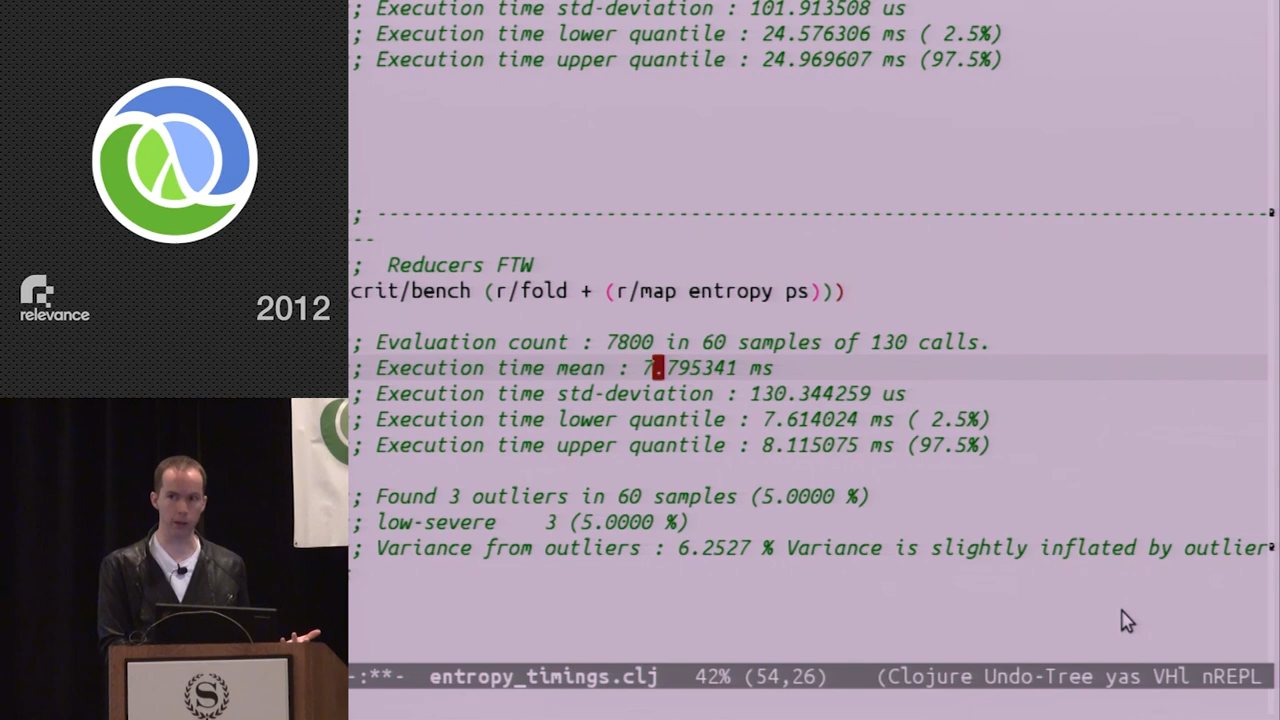 ; Execution time std-deviation : 101.913508 us
; Execution time lower quantile : 24.576306 ms ( 2.5%)
; Execution time upper quantile : 24.969607 ms (97.5%)
; --------------------------------------------------------------------------
--
;  Reducers FTW
crit/bench (r/fold + (r/map entropy ps)))
; Evaluation count : 7800 in 60 samples of 130 calls.
; Execution time mean : 7.795341 ms
; Execution time std-deviation : 130.344259 us
; Execution time lower quantile : 7.614024 ms ( 2.5%)
; Execution time upper quantile : 8.115075 ms (97.5%)
; Found 3 outliers in 60 samples (5.0000 %)
; low-severe    3 (5.0000 %)
; Variance from outliers : 6.2527 % Variance is slightly inflated by outlier
-:**-  entropy_timings.clj   42% (54,26)    (Clojure Undo-Tree yas VHl nREPL
relevance
2012
S